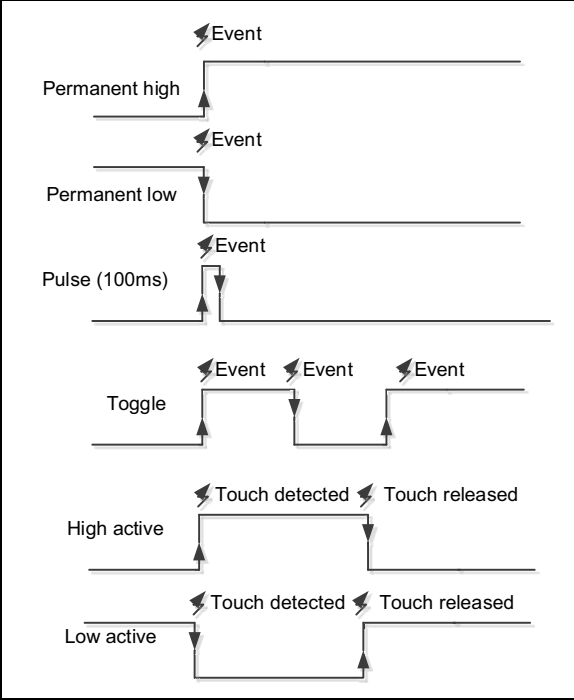 Event
Permanent high
Event
Permanent low
Event
Pulse (100ms)
Event Event Event
Toggle
Touch detected Touch released
High active
Touch detected Touch released
Low active